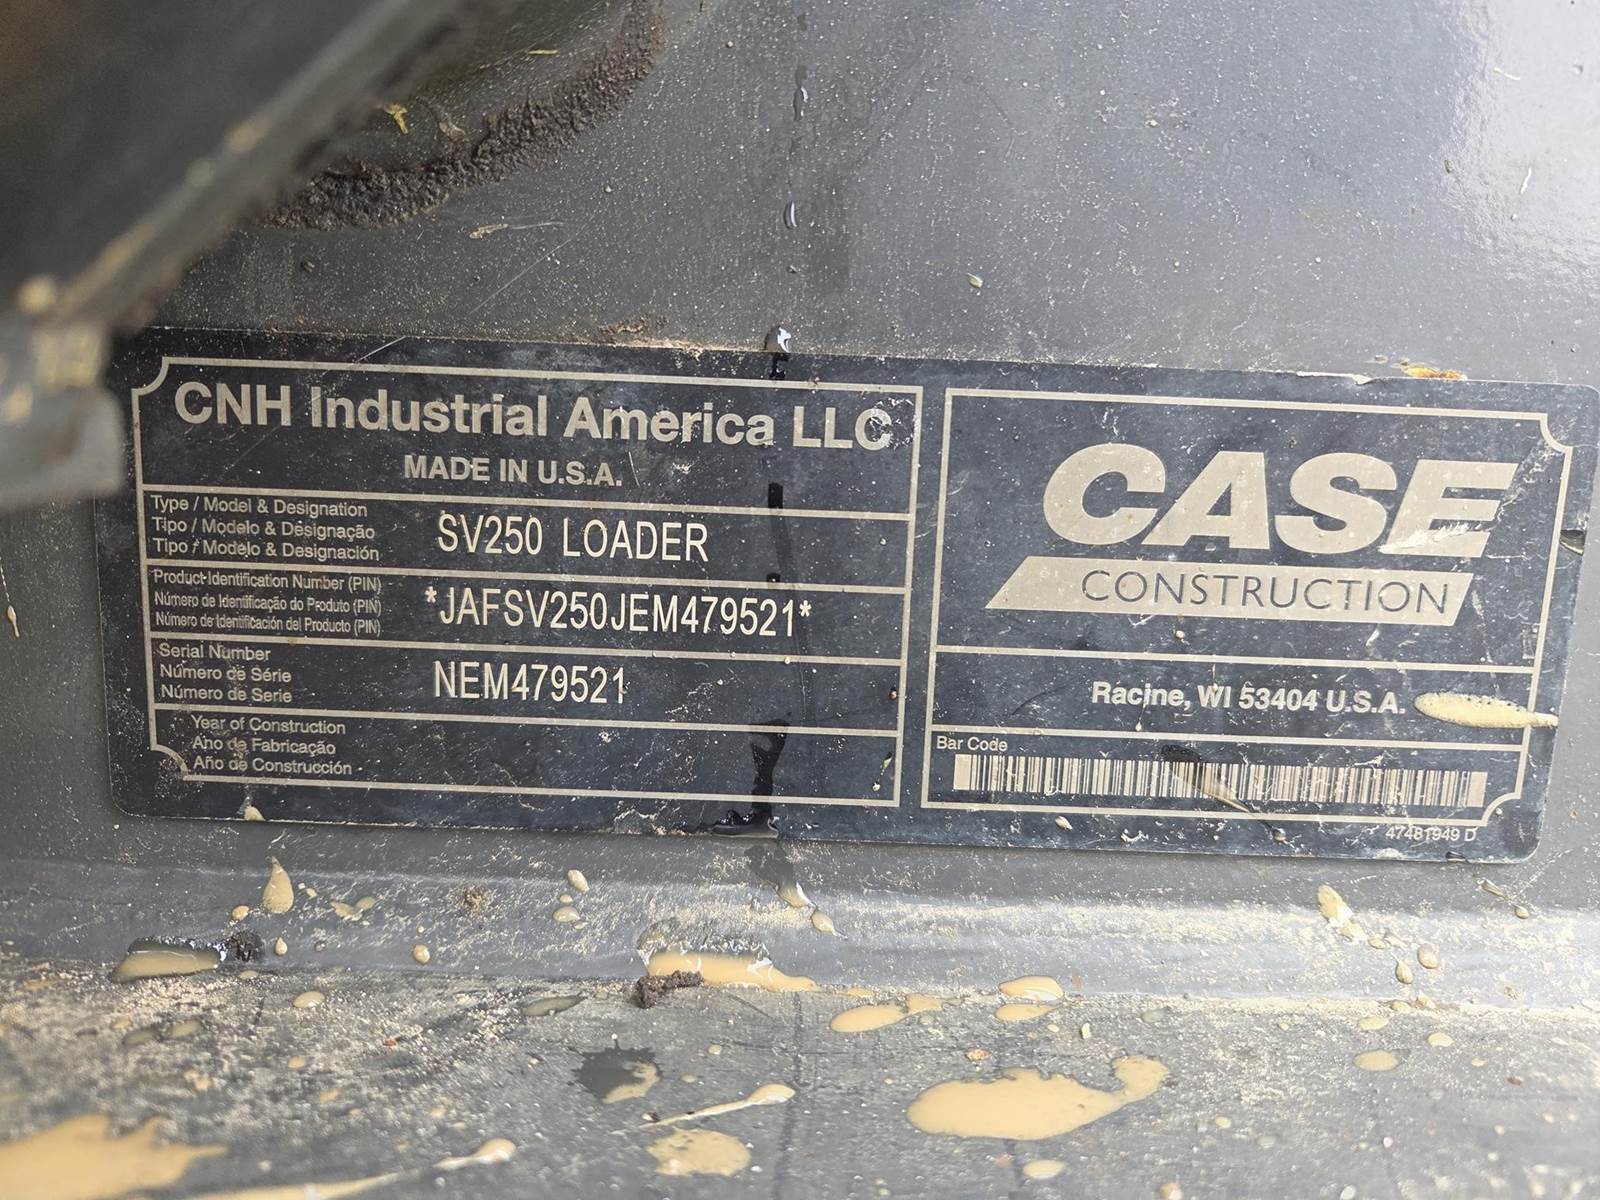 CNH Industrial America LLC
MADE IN U.S.A.
Type / Model & Designation
Tipo / Modelo & Designação
Tipo / Modelo & Designación
SV250 LOADER
Product Identification Number (PIN)
Número de Identificação do Produto (PIN)
Número de Identificación del Producto (PIN)
*JAFSV250JEM479521*
Serial Number
Número de Série
Número de Serie
NEM479521
Year of Construction
Ano de Fabricação
Año de Construcción
CASE
CONSTRUCTION
Racine, WI 53404 U.S.A.
Bar Code
47481949 D